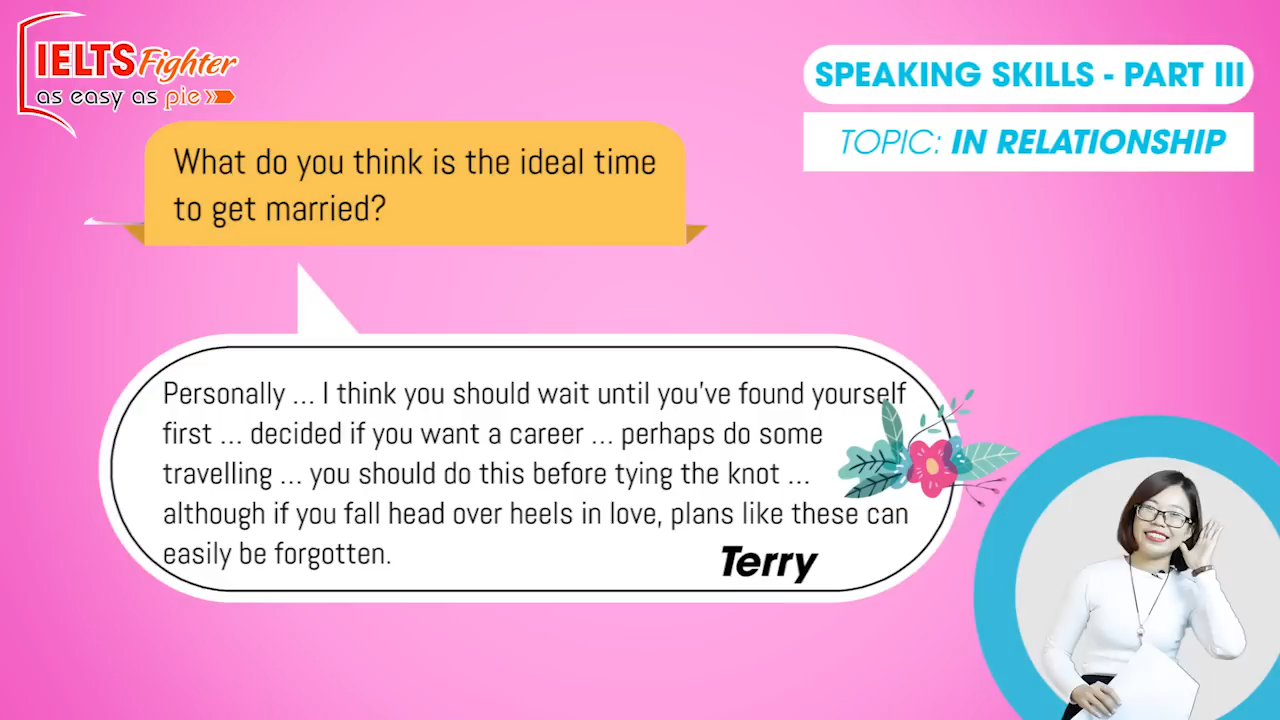 IELTS Fighter
as easy as pie
SPEAKING SKILLS - PART III
TOPIC: IN RELATIONSHIP
What do you think is the ideal time
to get married?
Personally ... I think you should wait until you've found yourself
first ... decided if you want a career ... perhaps do some
travelling ... you should do this before tying the knot ...
although if you fall head over heels in love, plans like these can
easily be forgotten.
Terry